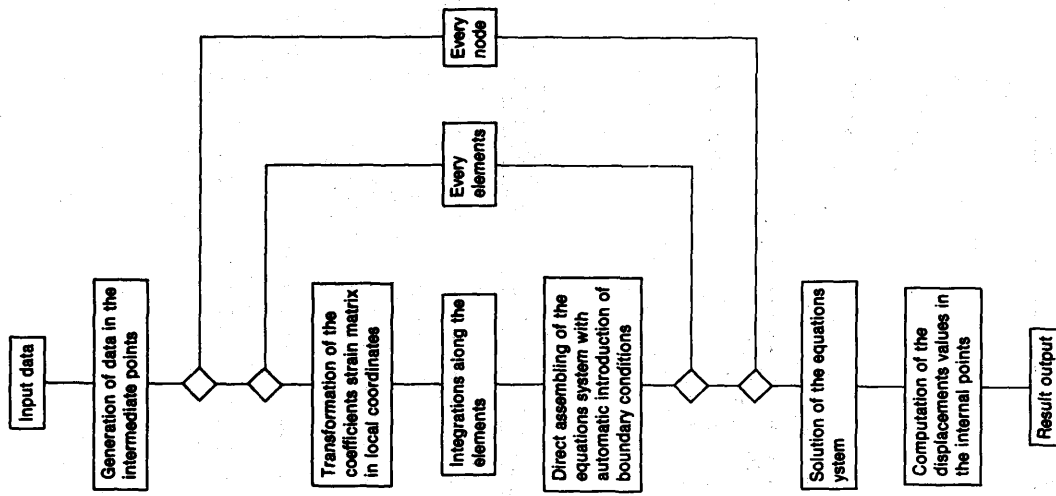 Input data
Generation of data in the
intermediate points
Transformation of the
coefficients strain matrix
in local coordinates
Integrations along the
elements
Direct assembling of the
equations system with
automatic introduction of
boundary conditions
Every
elements
Every
node
Solution of the equations
ystem
Computation of the
displacements values in
the internal points
Result output